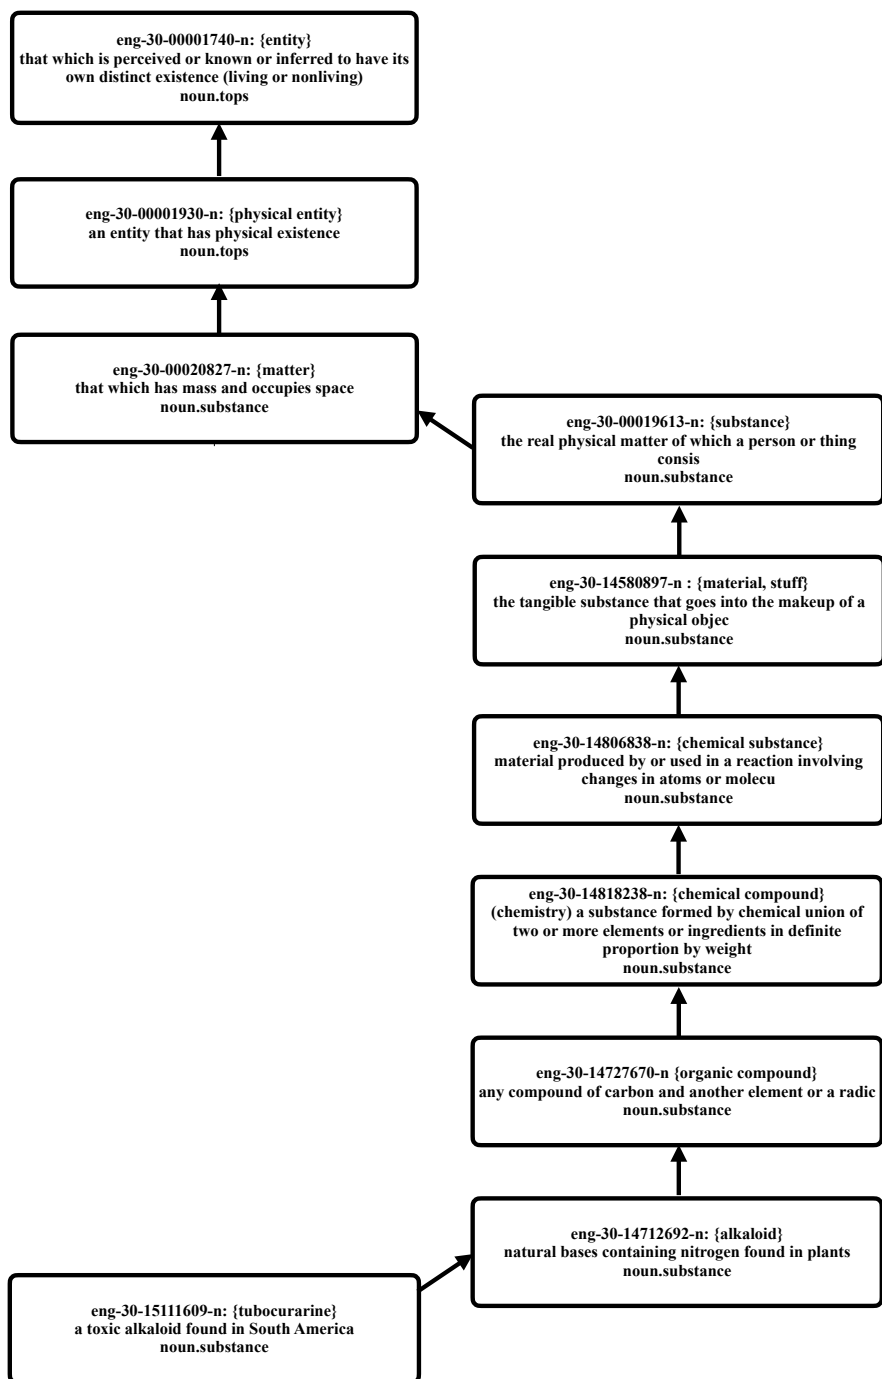 eng-30-00001740-n: {entity}
that which is perceived or known or inferred to have its
own distinct existence (living or nonliving)
noun.tops
eng-30-00001930-n: {physical entity}
an entity that has physical existence
noun.tops
eng-30-00020827-n: {matter}
that which has mass and occupies space
noun.substance
eng-30-00019613-n: {substance}
the real physical matter of which a person or thing
consis
noun.substance
eng-30-14580897-n : {material, stuff}
the tangible substance that goes into the makeup of a
physical objec
noun.substance
eng-30-14806838-n: {chemical substance}
material produced by or used in a reaction involving
changes in atoms or molecu
noun.substance
eng-30-14818238-n: {chemical compound}
(chemistry) a substance formed by chemical union of
two or more elements or ingredients in definite
proportion by weight
noun.substance
eng-30-14727670-n {organic compound}
any compound of carbon and another element or a radic
noun.substance
eng-30-14712692-n: {alkaloid}
natural bases containing nitrogen found in plants
noun.substance
eng-30-15111609-n: {tubocurarine}
a toxic alkaloid found in South America
noun.substance